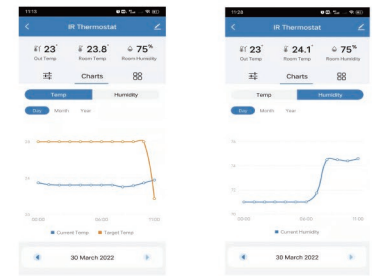 11:13
IR Thermostat
23°
23.8°
75%
Out Temp
Room Temp
Room Humidity
Charts
Temp
Humidity
Day
Month
Year
00:00
06:00
11:00
Current Temp
Target Temp
30 March 2022
11:03
IR Thermostat
23°
24.1°
75%
Out Temp
Room Temp
Room Humidity
Charts
Temp
Humidity
Day
Month
Year
00:00
06:00
11:00
Current Humidity
30 March 2022